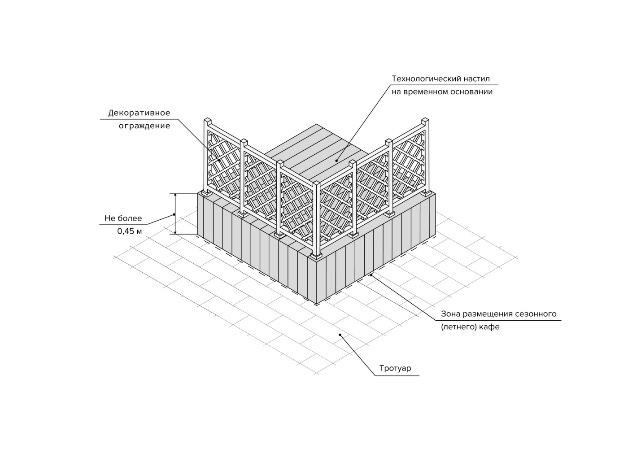 Технологический настил
на временном основании
Декоративное
ограждение
Не более
0,45 м
Зона размещения сезонного
(летнего) кафе
Тротуар